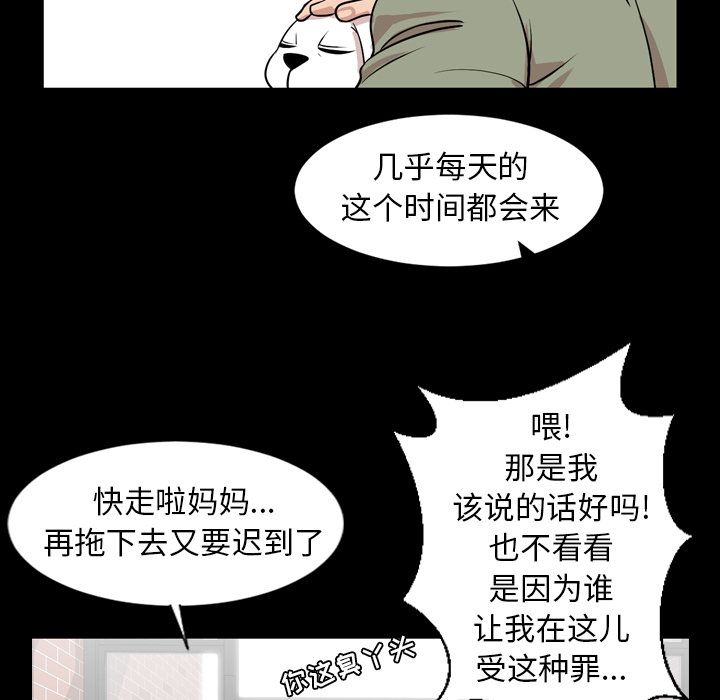 几乎每天的
这个时间都会来
快走啦妈妈...
再拖下去又要迟到了
喂!
那是我
该说的话好吗!
也不看看
是因为谁
让我在这儿
受这种罪...
你这臭丫头